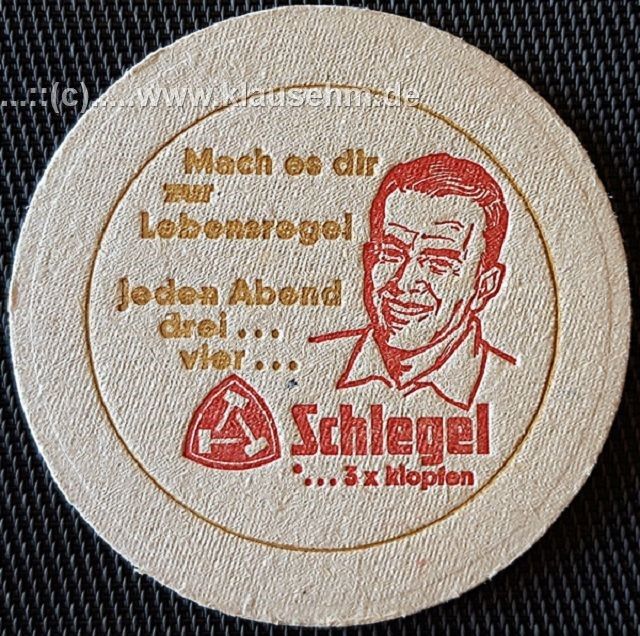 ...::(c).....www.klausehm.de
Mach es dir
zur
Lebensregel
Jeden Abend
drei...
vier...
Schlegel
*... 3 x klopfen